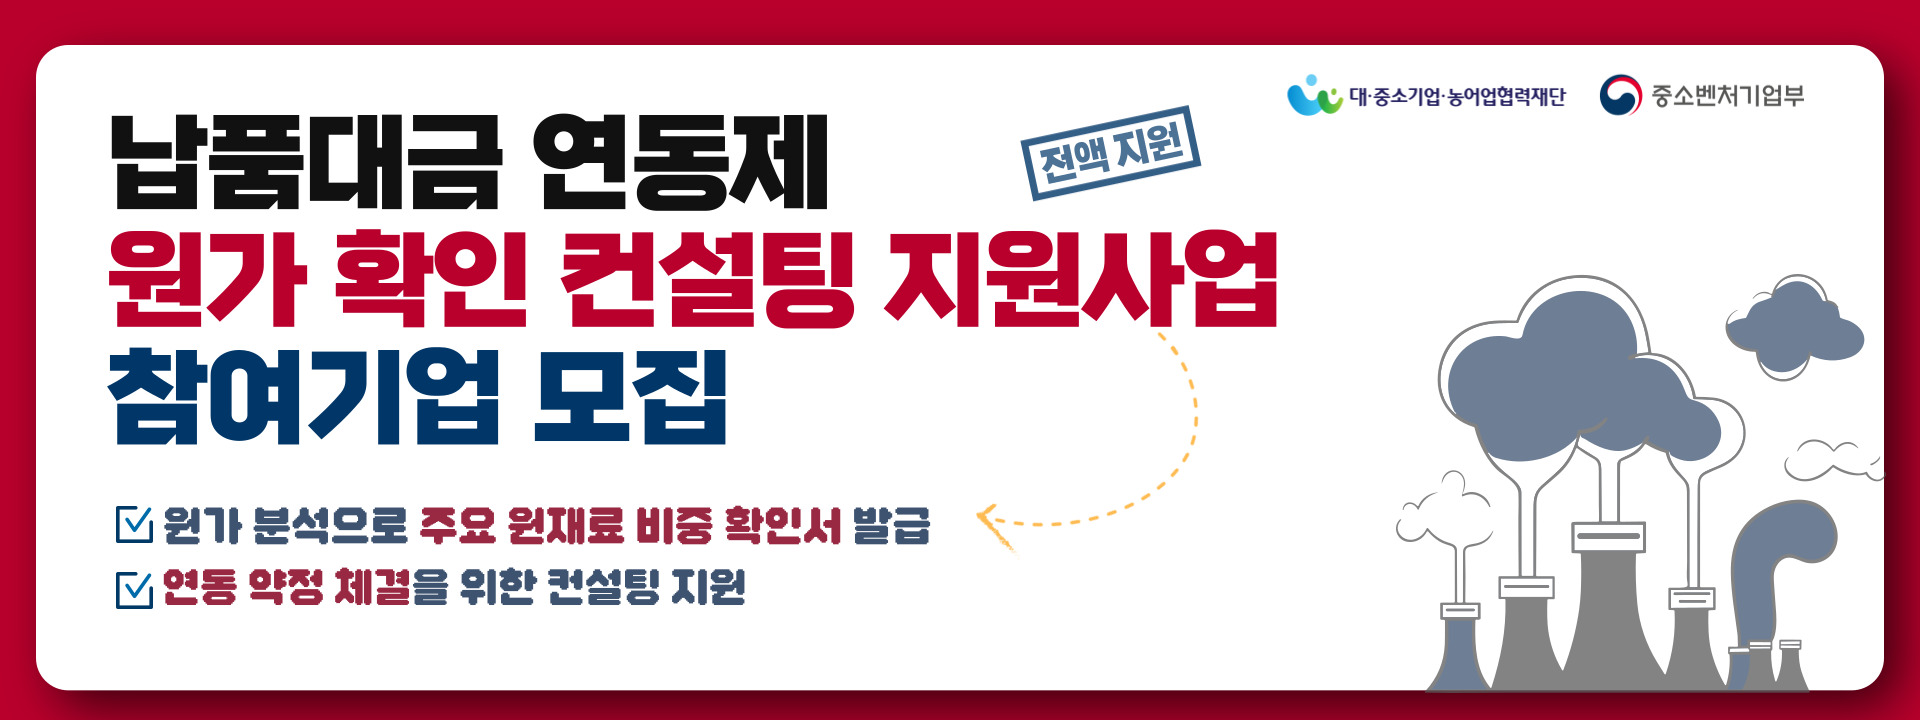 대·중소기업·농어업협력재단 중소벤처기업부
납품대금 연동제
전액 지원
원가 확인 컨설팅 지원사업
참여기업 모집
원가 분석으로 주요 원재료 비중 확인서 발급
연동 약정 체결을 위한 컨설팅 지원